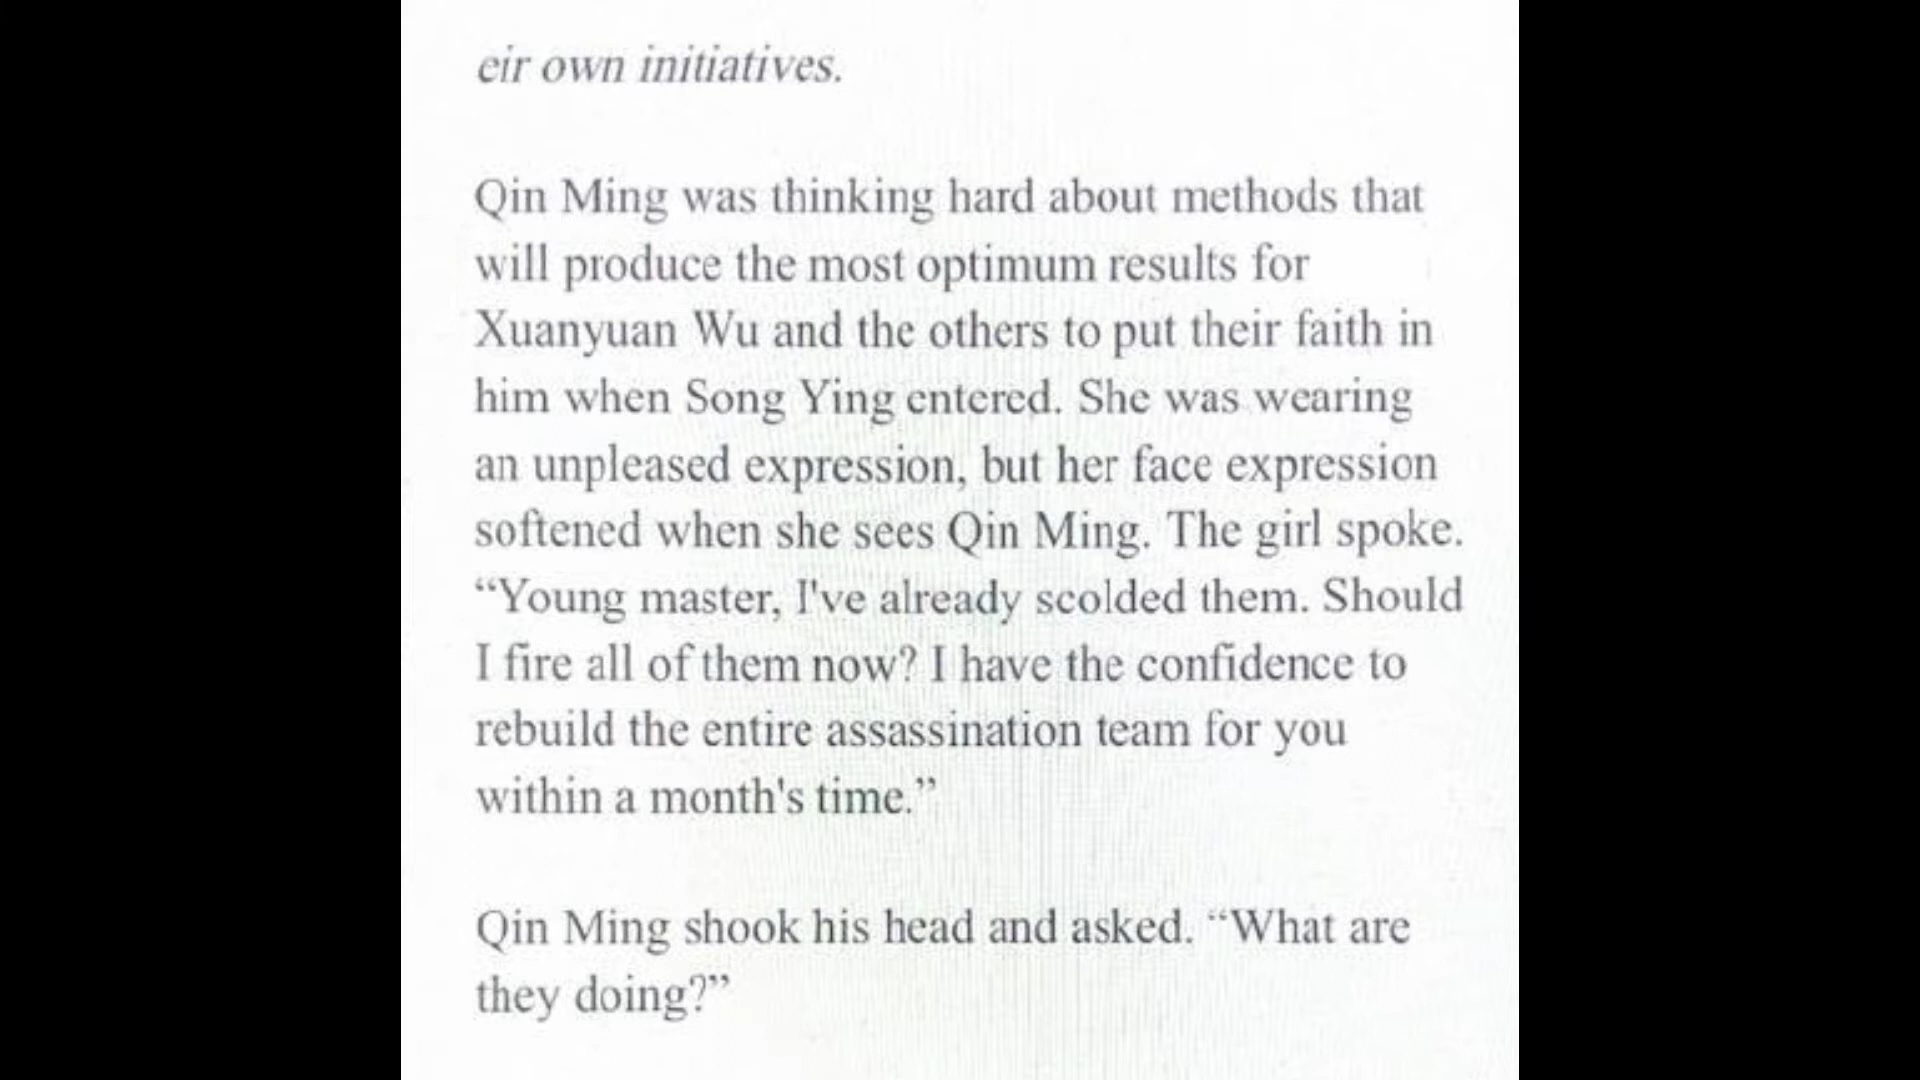 eir own initiatives.
Qin Ming was thinking hard about methods that
will produce the most optimum results for
Xuanyuan Wu and the others to put their faith in
him when Song Ying entered. She was wearing
an unpleased expression, but her face expression
softened when she sees Qin Ming. The girl spoke.
“Young master, I've already scolded them. Should
I fire all of them now? I have the confidence to
rebuild the entire assassination team for you
within a month's time.”
Qin Ming shook his head and asked. “What are
they doing?”